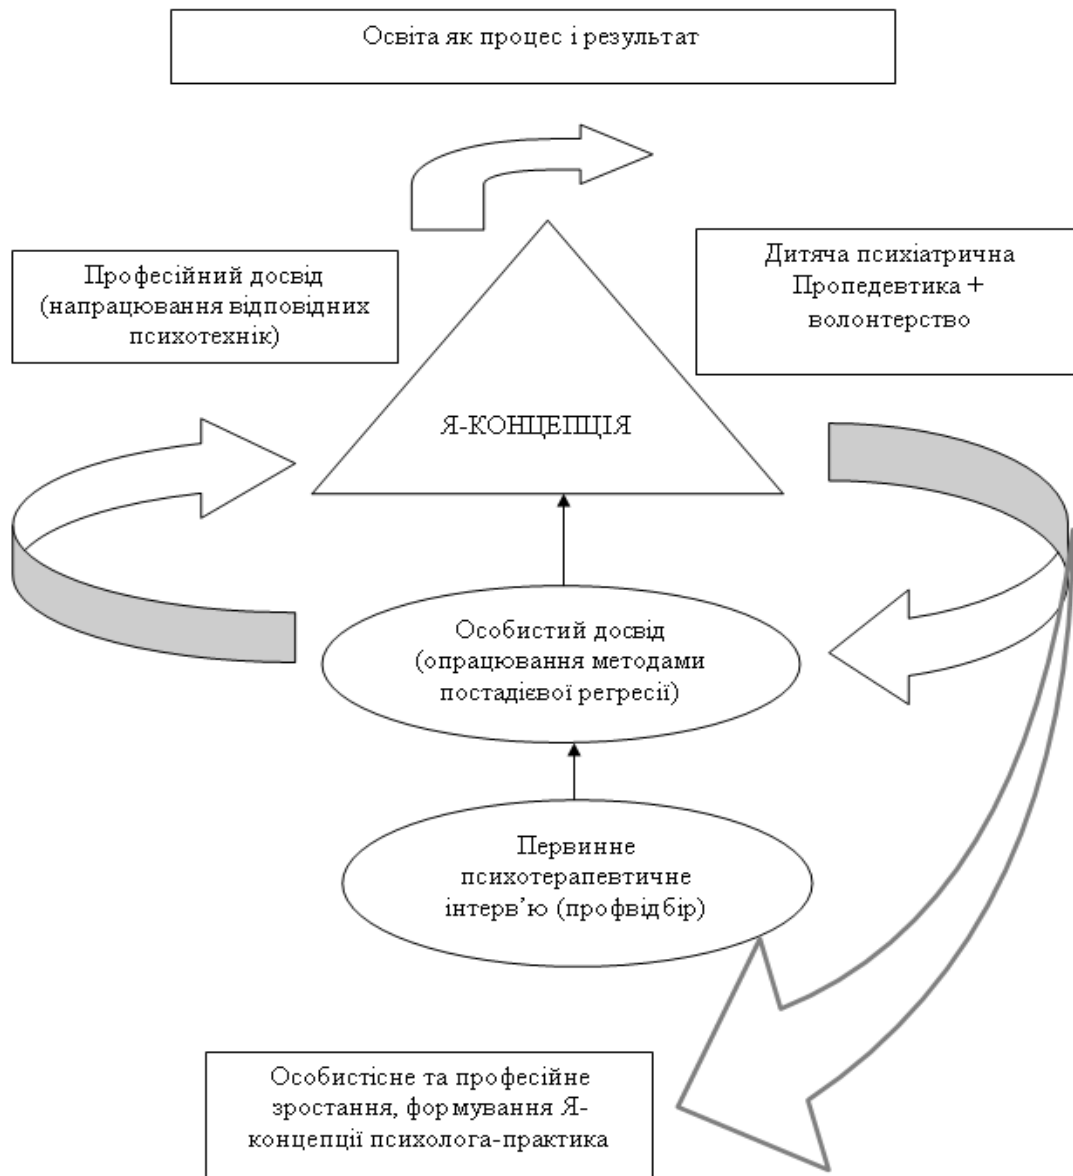 Освіта як процес і результат
Професійний досвід
(напрацювання відповідних
психотехнік)
Дитяча психіатрична
Пропедевтика +
волонтерство
Я-КОНЦЕПЦІЯ
Особистий досвід
(опрацювання методами
постадієвої регресії)
Первинне
психотерапевтичне
інтерв’ю (профвідбір)
Особистісне та професійне
зростання, формування Я-
концепції психолога-практика